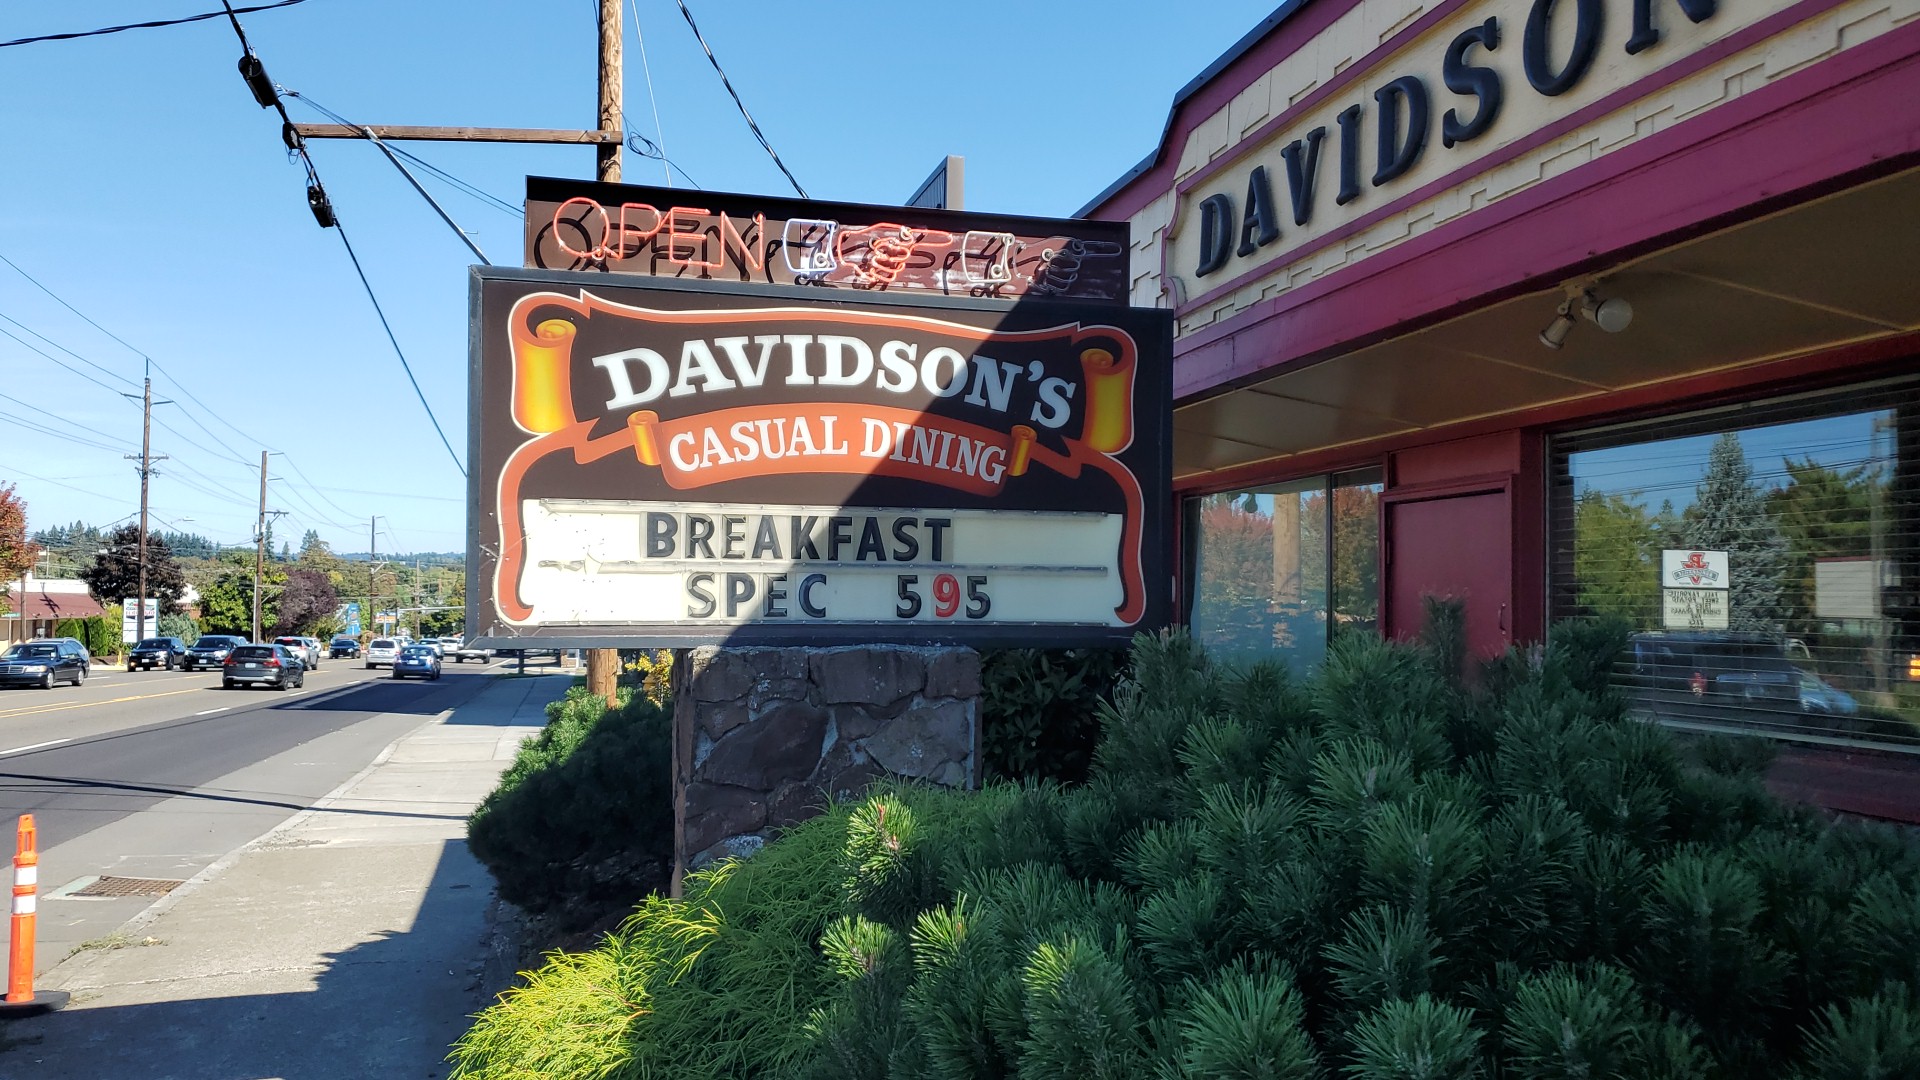 OPEN
DAVIDSON
DAVIDSON'S
CASUAL DINING
BREAKFAST
SPEC 595